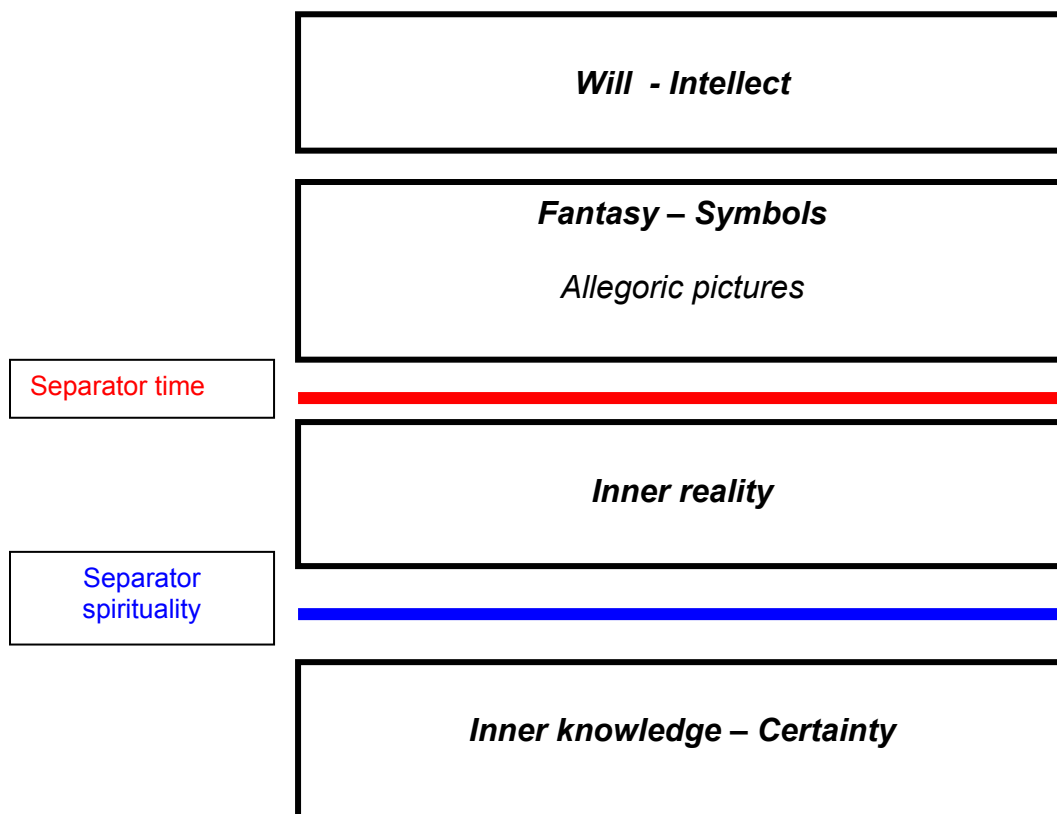 Will  - Intellect
Fantasy – Symbols
Allegoric pictures
Separator time
Inner reality
Separator
spirituality
Inner knowledge – Certainty